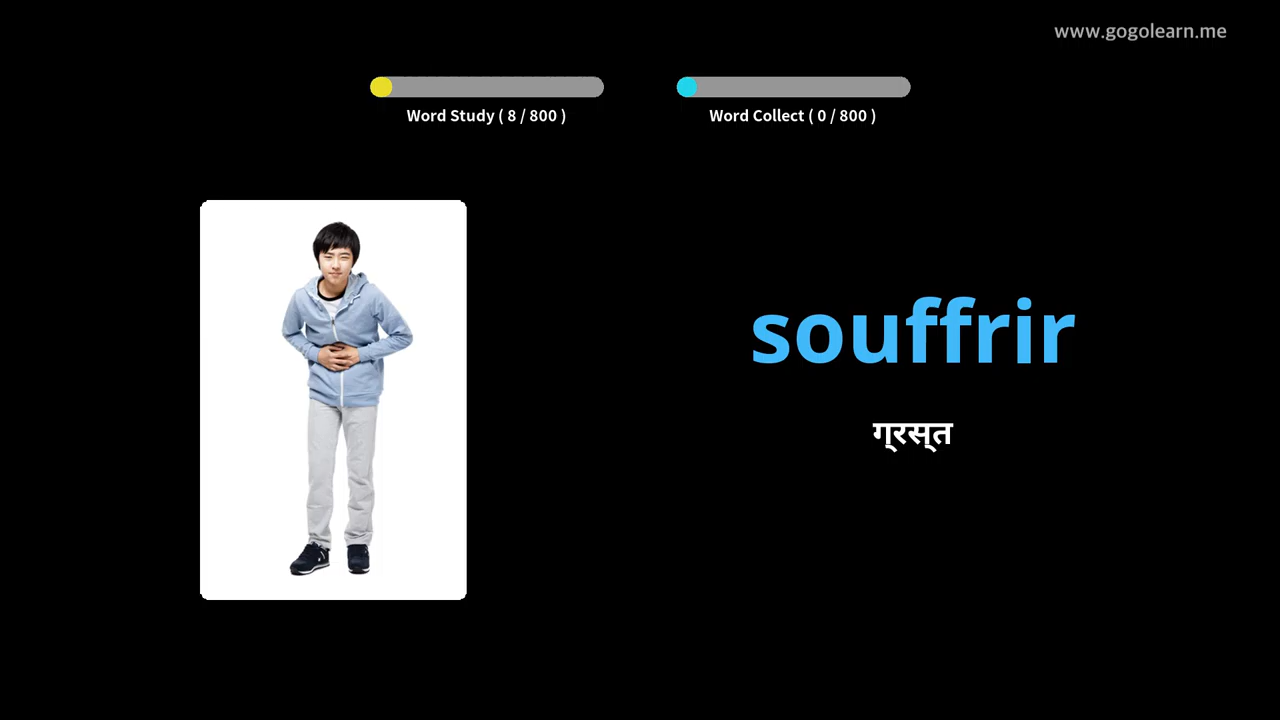 www.gogolearn.me
Word Study ( 8 / 800 )
Word Collect ( 0 / 800 )
souffrir
ग्रस्त